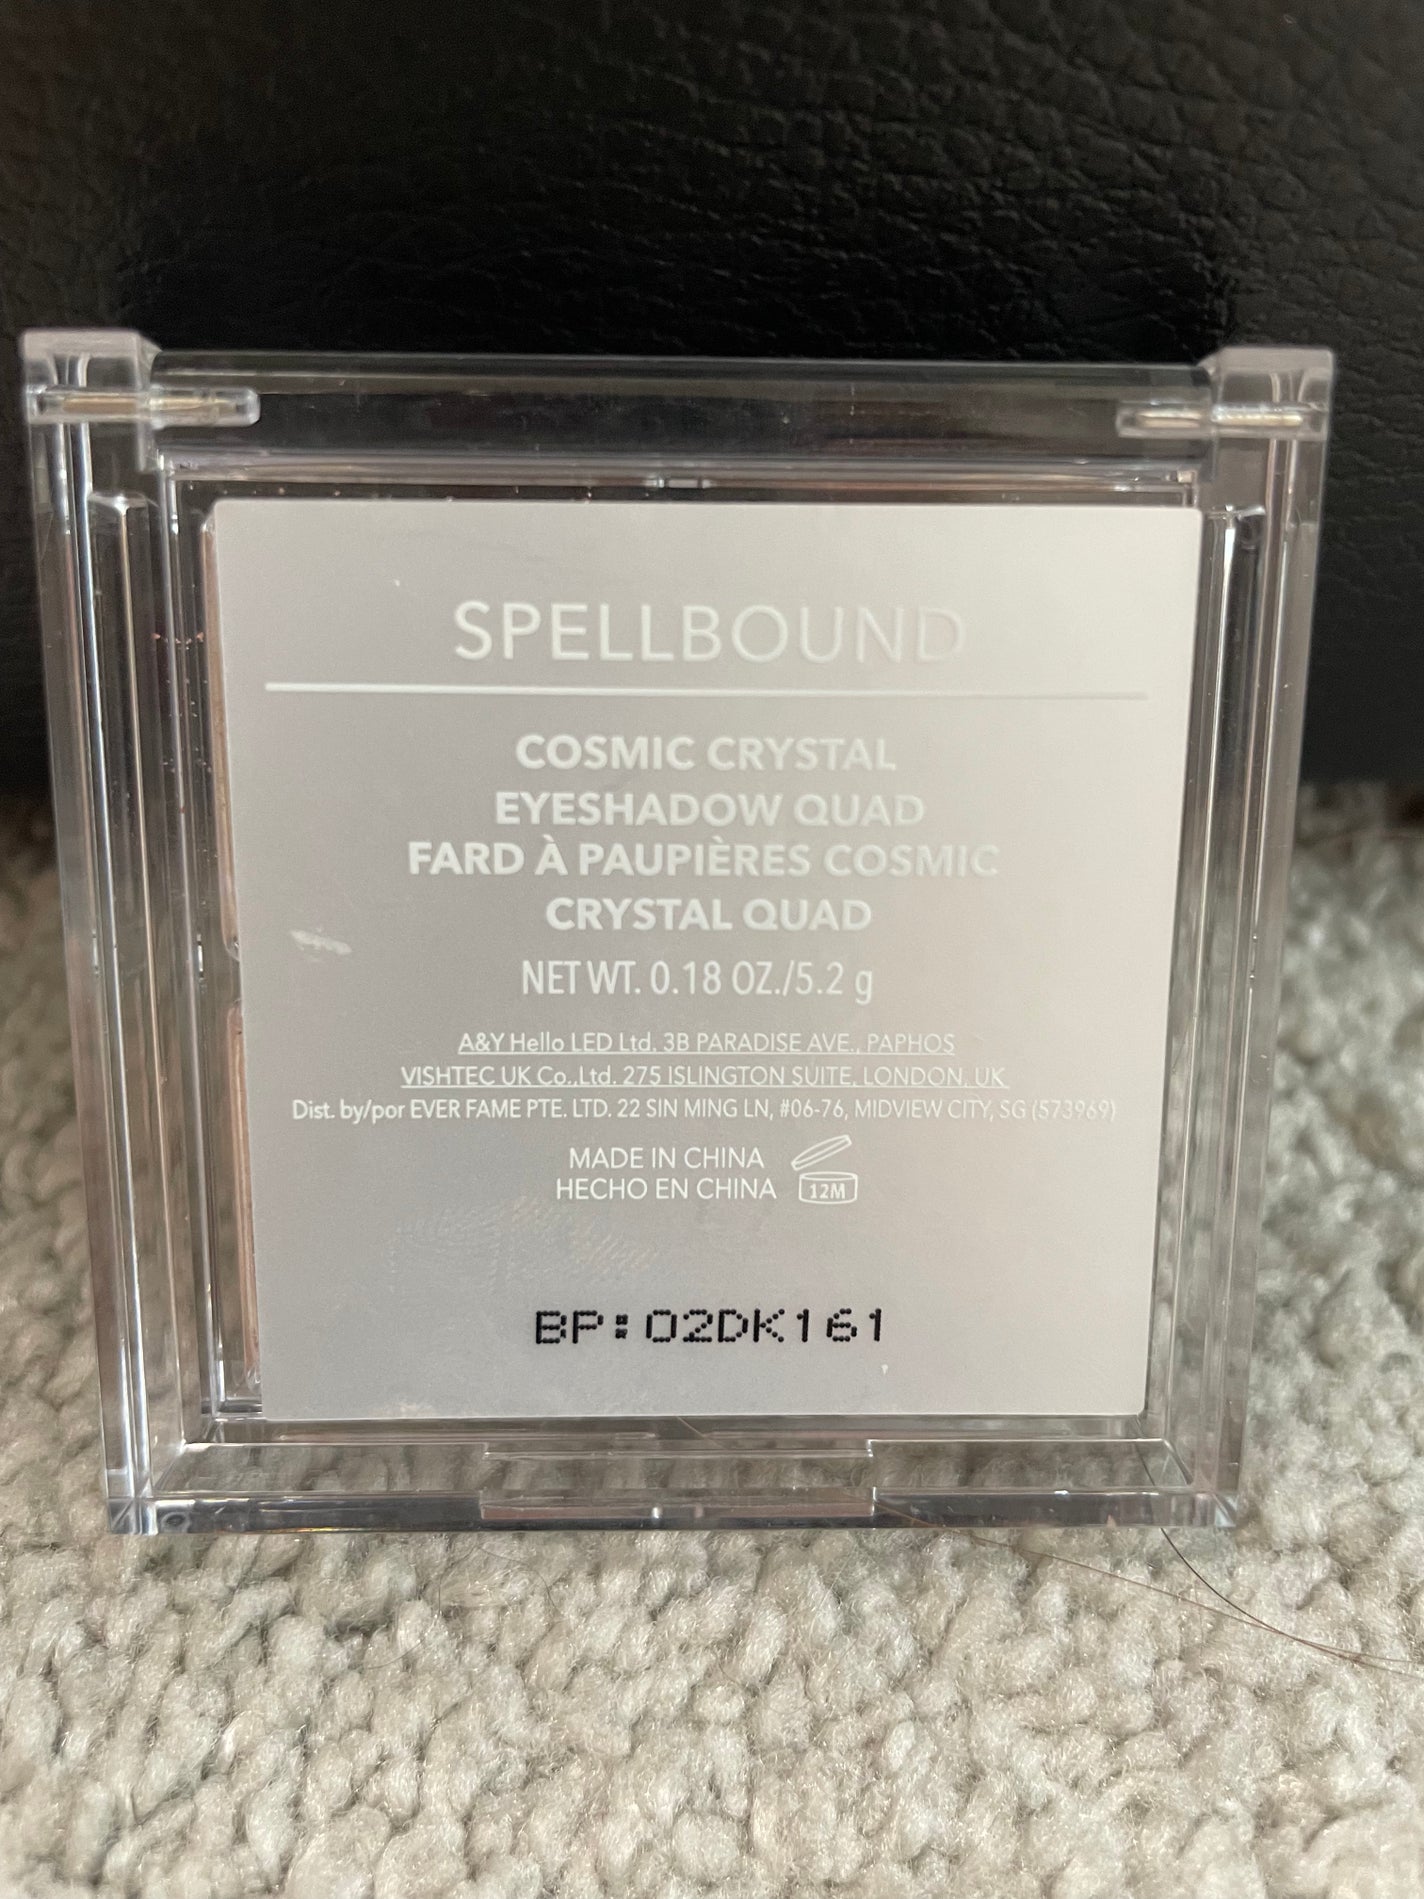 SPELLBOUND
COSMIC CRYSTAL
EYESHADOW QUAD
FARD À PAUPIÈRES COSMIC
CRYSTAL QUAD
NET WT. 0.18 OZ./5.2 g
A&Y Hello LED Ltd. 3B PARADISE AVE., PAPHOS
VISHTEC UK Co.,Ltd. 275 ISLINGTON SUITE, LONDON, UK
Dist. by/por EVER FAME PTE. LTD. 22 SIN MING LN, #06-76, MIDVIEW CITY, SG (573969)
MADE IN CHINA
HECHO EN CHINA
12M
BP:02DK161